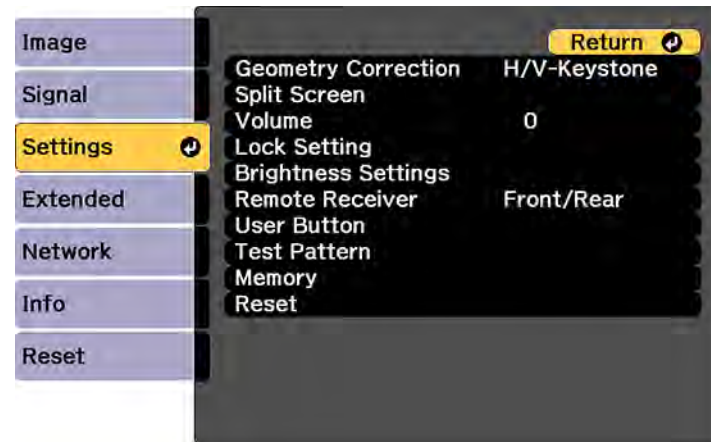 Image
Signal
Settings
Extended
Network
Info
Reset
Return
Geometry Correction H/V-Keystone
Split Screen
Volume 0
Lock Setting
Brightness Settings
Remote Receiver Front/Rear
User Button
Test Pattern
Memory
Reset